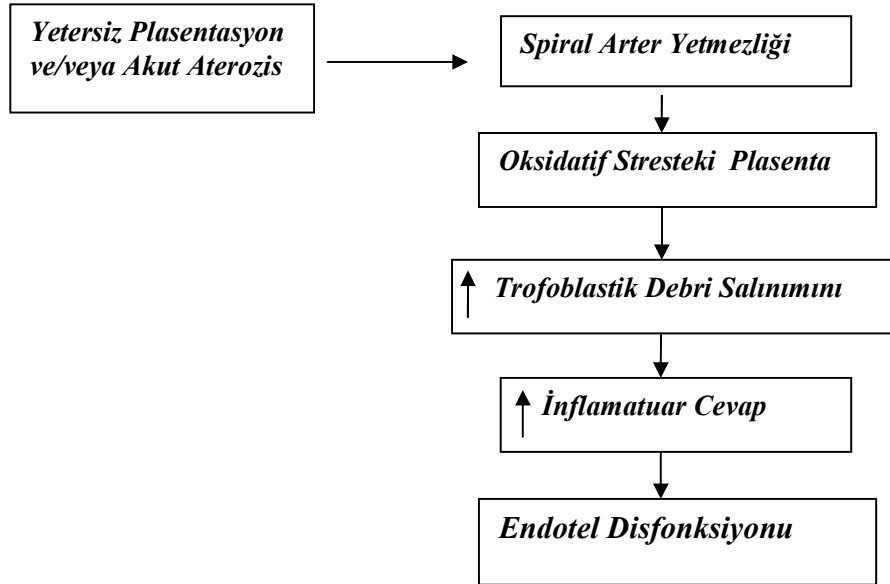 Yetersiz Plasentasyon
ve/veya Akut Aterozis
Spiral Arter Yetmezliği
Oksidatif Stresteki Plasenta
Trofoblastik Debri Salınımını
İnflamatuar Cevap
Endotel Disfonksiyonu